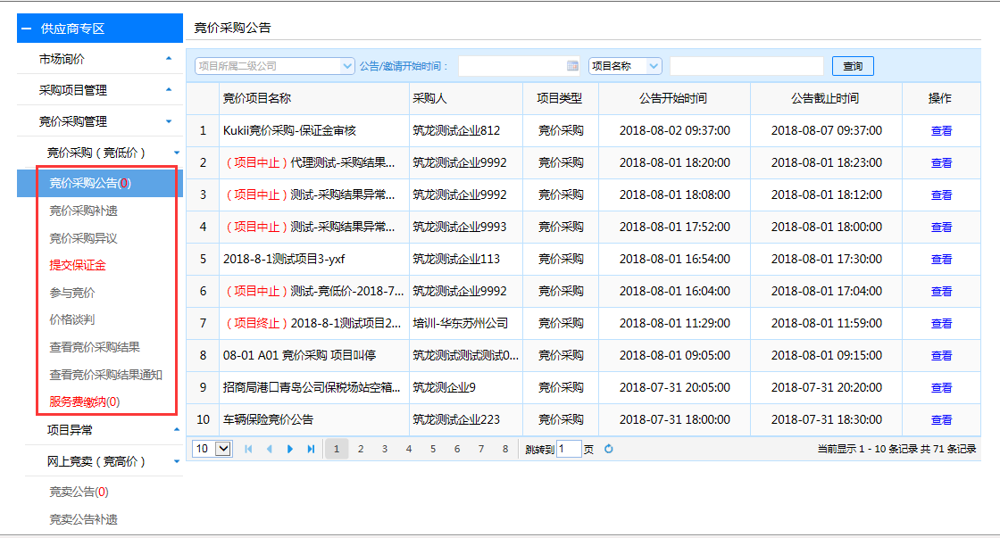 供应商专区
市场询价
采购项目管理
竞价采购管理
竞价采购（竞低价）
竞价采购公告(0)
竞价采购补遗
竞价采购异议
提交保证金
参与竞价
价格谈判
查看竞价采购结果
查看竞价采购结果通知
服务费缴纳(0)
项目异常
网上竞卖（竞高价）
竞卖公告(0)
竞卖公告补遗
竞价采购公告
项目所属二级公司 公告/邀请开始时间： 项目名称 查询
竞价项目名称 采购人 项目类型 公告开始时间 公告截止时间 操作
1 Kukii竞价采购-保证金审核 筑龙测试企业812 竞价采购 2018-08-02 09:37:00 2018-08-07 09:37:00 查看
2 （项目中止）代理测试-采购结果... 筑龙测试企业9992 竞价采购 2018-08-01 18:20:00 2018-08-01 18:23:00 查看
3 （项目中止）测试-采购结果异常... 筑龙测试企业9992 竞价采购 2018-08-01 18:08:00 2018-08-01 18:12:00 查看
4 （项目中止）测试-采购结果异常... 筑龙测试企业9993 竞价采购 2018-08-01 17:52:00 2018-08-01 18:00:00 查看
5 2018-8-1测试项目3-yxf 筑龙测试企业113 竞价采购 2018-08-01 16:54:00 2018-08-01 17:30:00 查看
6 （项目中止）测试-竞低价-2018-7... 筑龙测试企业9992 竞价采购 2018-08-01 16:04:00 2018-08-01 17:04:00 查看
7 （项目终止）2018-8-1测试项目2... 培训-华东苏州公司 竞价采购 2018-08-01 11:29:00 2018-08-01 11:59:00 查看
8 08-01 A01 竞价采购 项目叫停 筑龙测试测试测试0... 竞价采购 2018-08-01 09:05:00 2018-08-01 09:15:00 查看
9 招商局港口青岛公司保税场站空箱... 筑龙测企业9 竞价采购 2018-07-31 20:05:00 2018-07-31 20:20:00 查看
10 车辆保险竞价公告 筑龙测试企业223 竞价采购 2018-07-31 18:00:00 2018-07-31 18:30:00 查看
10 1 2 3 4 5 6 7 8 跳转到 1 页 当前显示 1 - 10 条记录 共 71 条记录